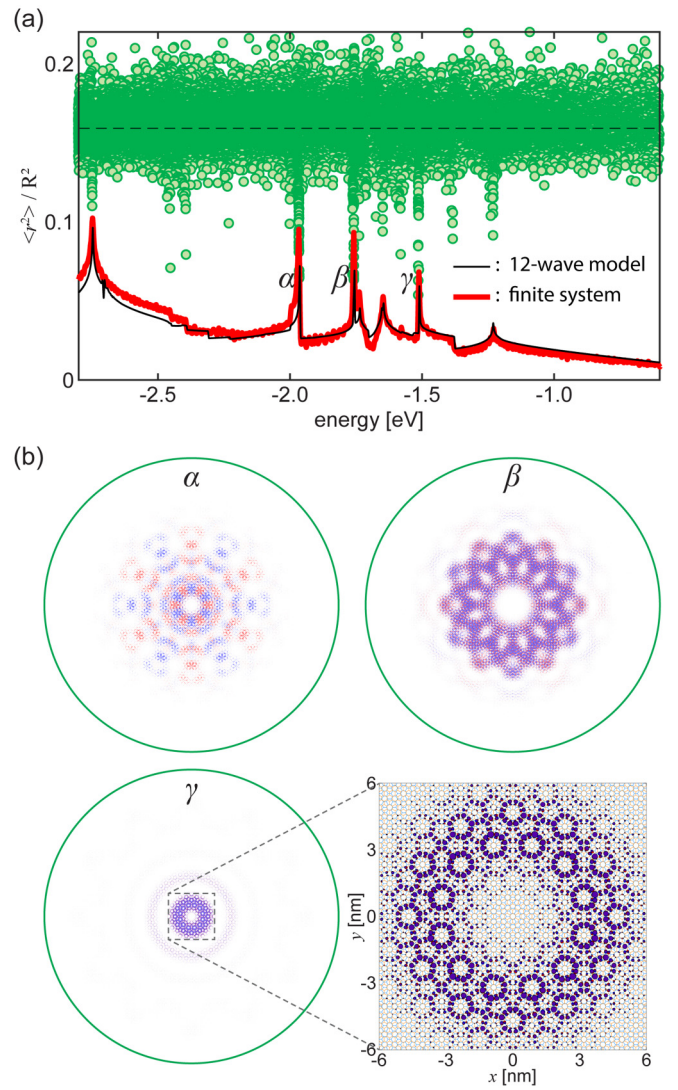 (a)
0.2
0.1
0
<r²> / R²
α
β
γ
: 12-wave model
: finite system
-2.5
-2.0
-1.5
-1.0
energy [eV]
(b)
α
β
γ
6
3
0
-3
-6
y [nm]
-6
-3
0
3
6
x [nm]